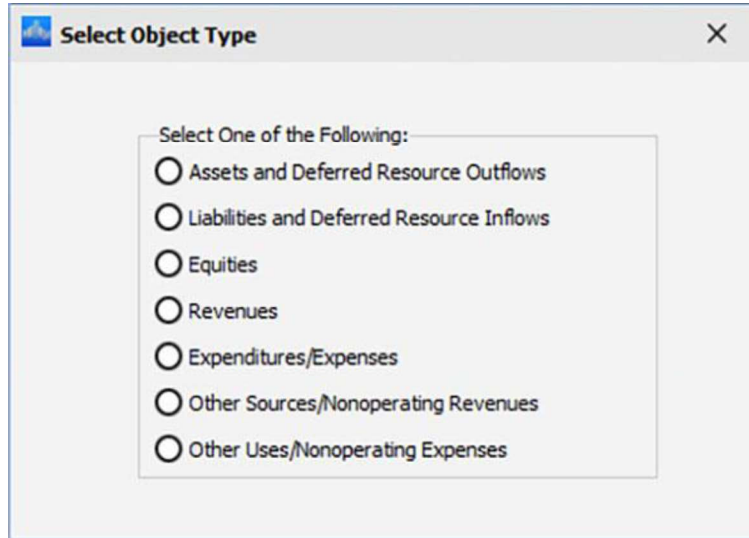 Select Object Type
Select One of the Following:
Assets and Deferred Resource Outflows
Liabilities and Deferred Resource Inflows
Equities
Revenues
Expenditures/Expenses
Other Sources/Nonoperating Revenues
Other Uses/Nonoperating Expenses